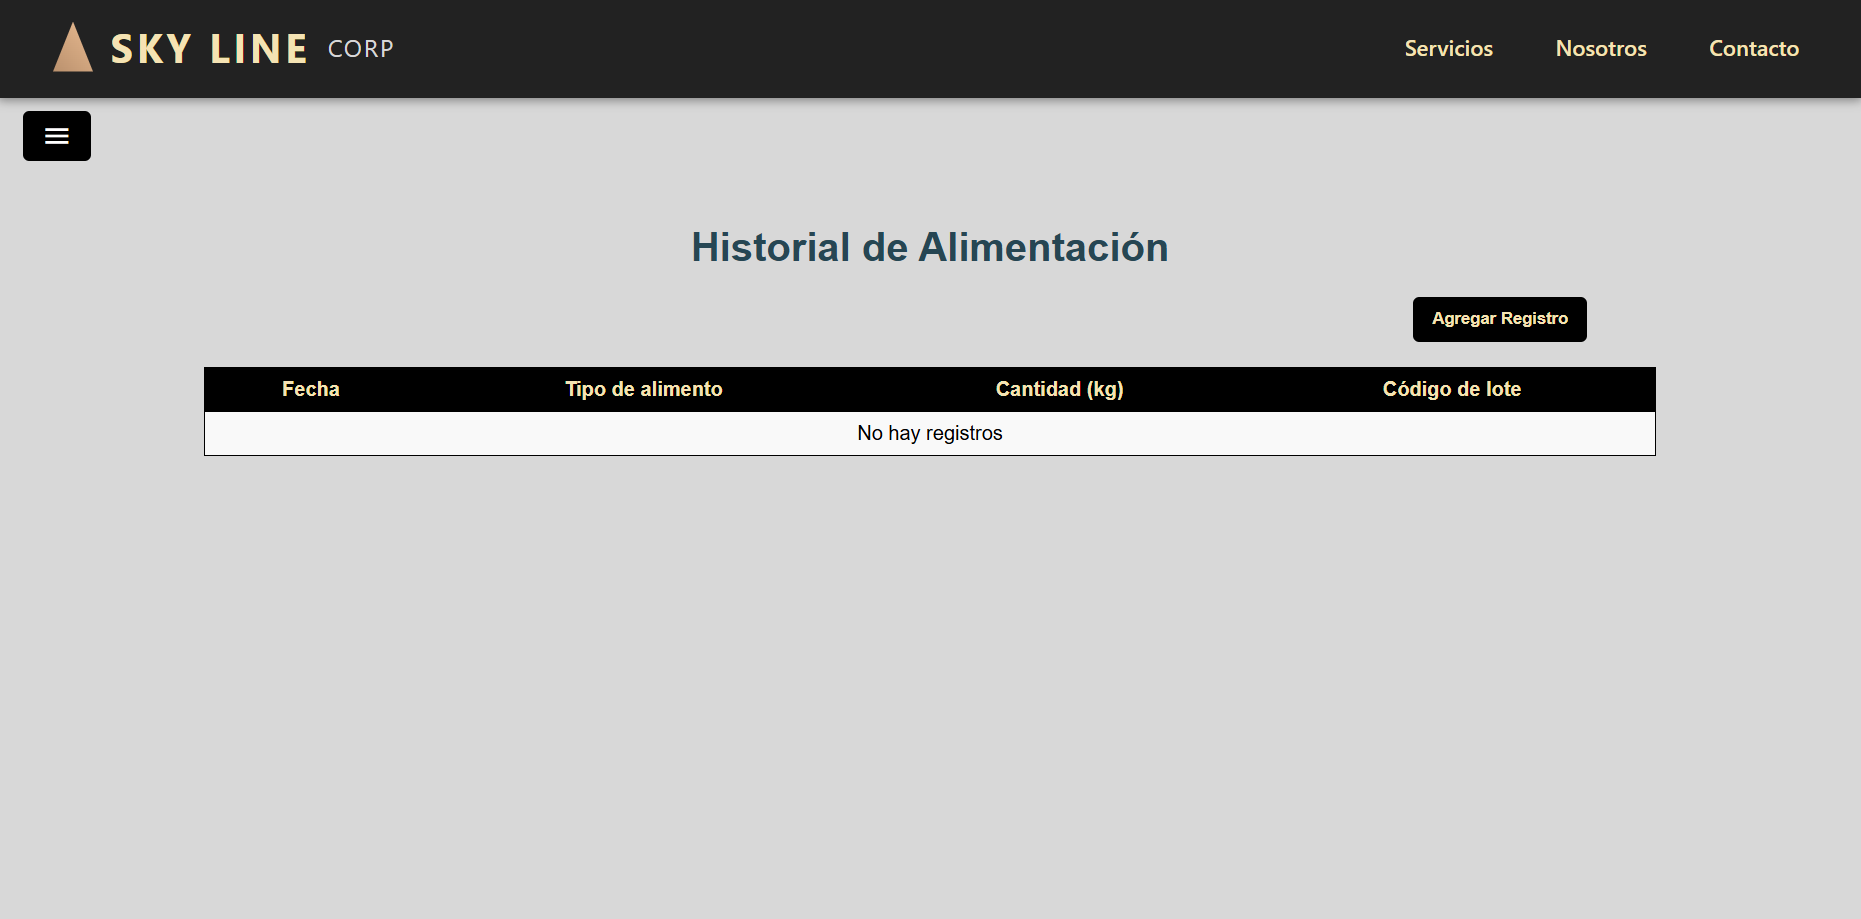 SKY LINE CORP
Servicios Nosotros Contacto
Historial de Alimentación
Agregar Registro
Fecha Tipo de alimento Cantidad (kg) Código de lote
No hay registros